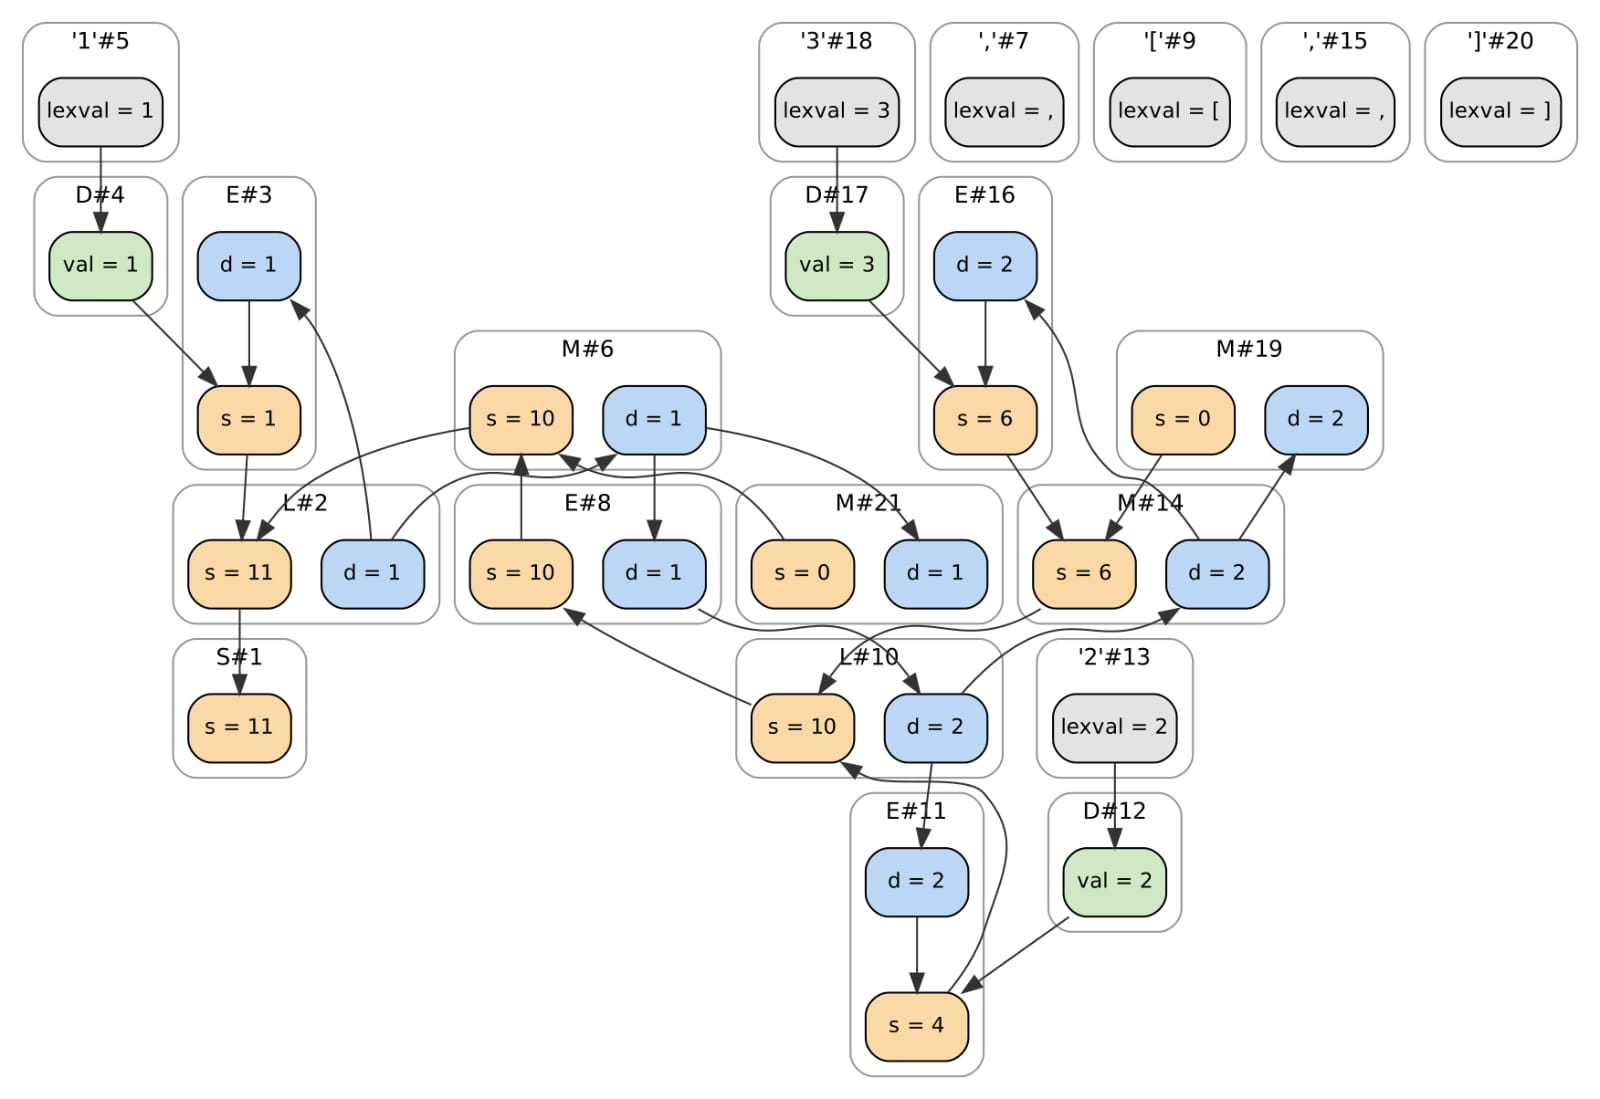 '1'#5
'3'#18
','#7
'['#9
','#15
']'#20
lexval = 1
lexval = 3
lexval = ,
lexval = [
lexval = ,
lexval = ]
D#4
E#3
D#17
E#16
val = 1
d = 1
val = 3
d = 2
M#6
M#19
s = 1
s = 10
d = 1
s = 6
s = 0
d = 2
L#2
E#8
M#21
M#14
s = 11
d = 1
s = 10
d = 1
s = 0
d = 1
s = 6
d = 2
S#1
L#10
'2'#13
s = 11
s = 10
d = 2
lexval = 2
E#11
D#12
d = 2
val = 2
s = 4